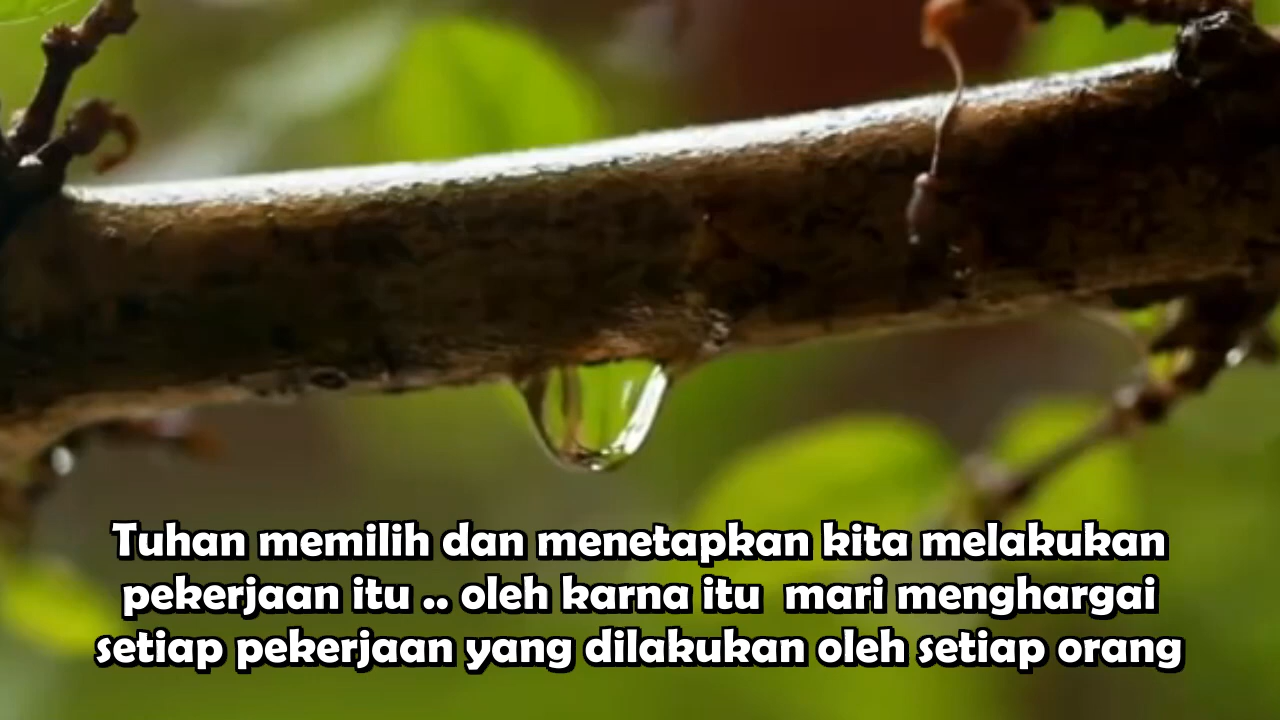 Tuhan memilih dan menetapkan kita melakukan
pekerjaan itu .. oleh karna itu  mari menghargai
setiap pekerjaan yang dilakukan oleh setiap orang